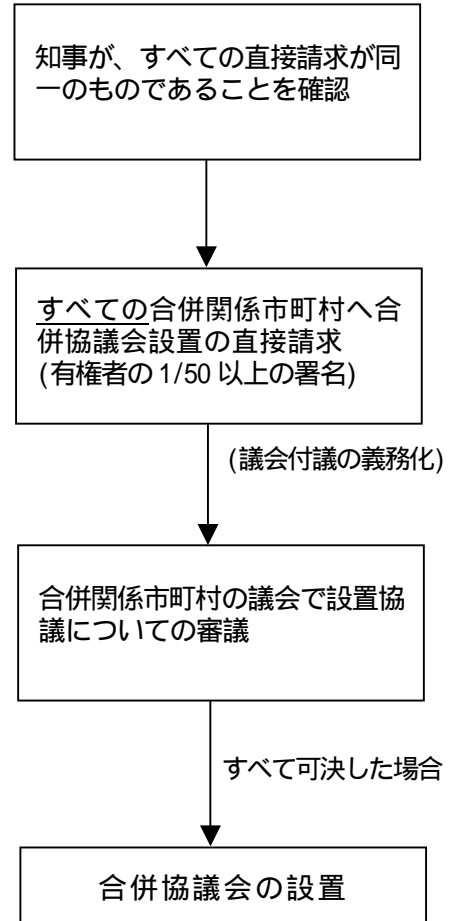 知事が、すべての直接請求が同
一のものであることを確認
すべての合併関係市町村へ合
併協議会設置の直接請求
(有権者の 1/50 以上の署名)
(議会付議の義務化)
合併関係市町村の議会で設置協
議についての審議
すべて可決した場合
合併協議会の設置